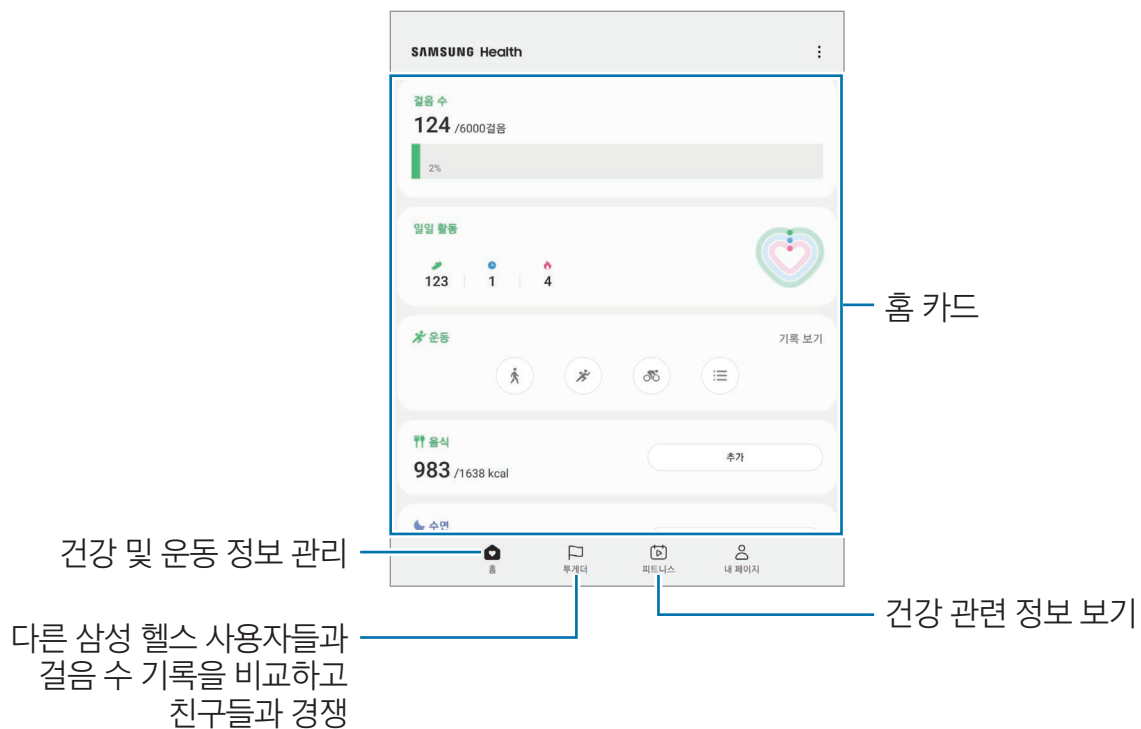 SAMSUNG Health
걸음 수
124 /6000걸음
2%
일일 활동
123 1 4
운동 기록 보기
음식
983 /1638 kcal
추가
수면
홈 투게더 피트니스 내 페이지
홈 카드
건강 및 운동 정보 관리
건강 관련 정보 보기
다른 삼성 헬스 사용자들과
걸음 수 기록을 비교하고
친구들과 경쟁